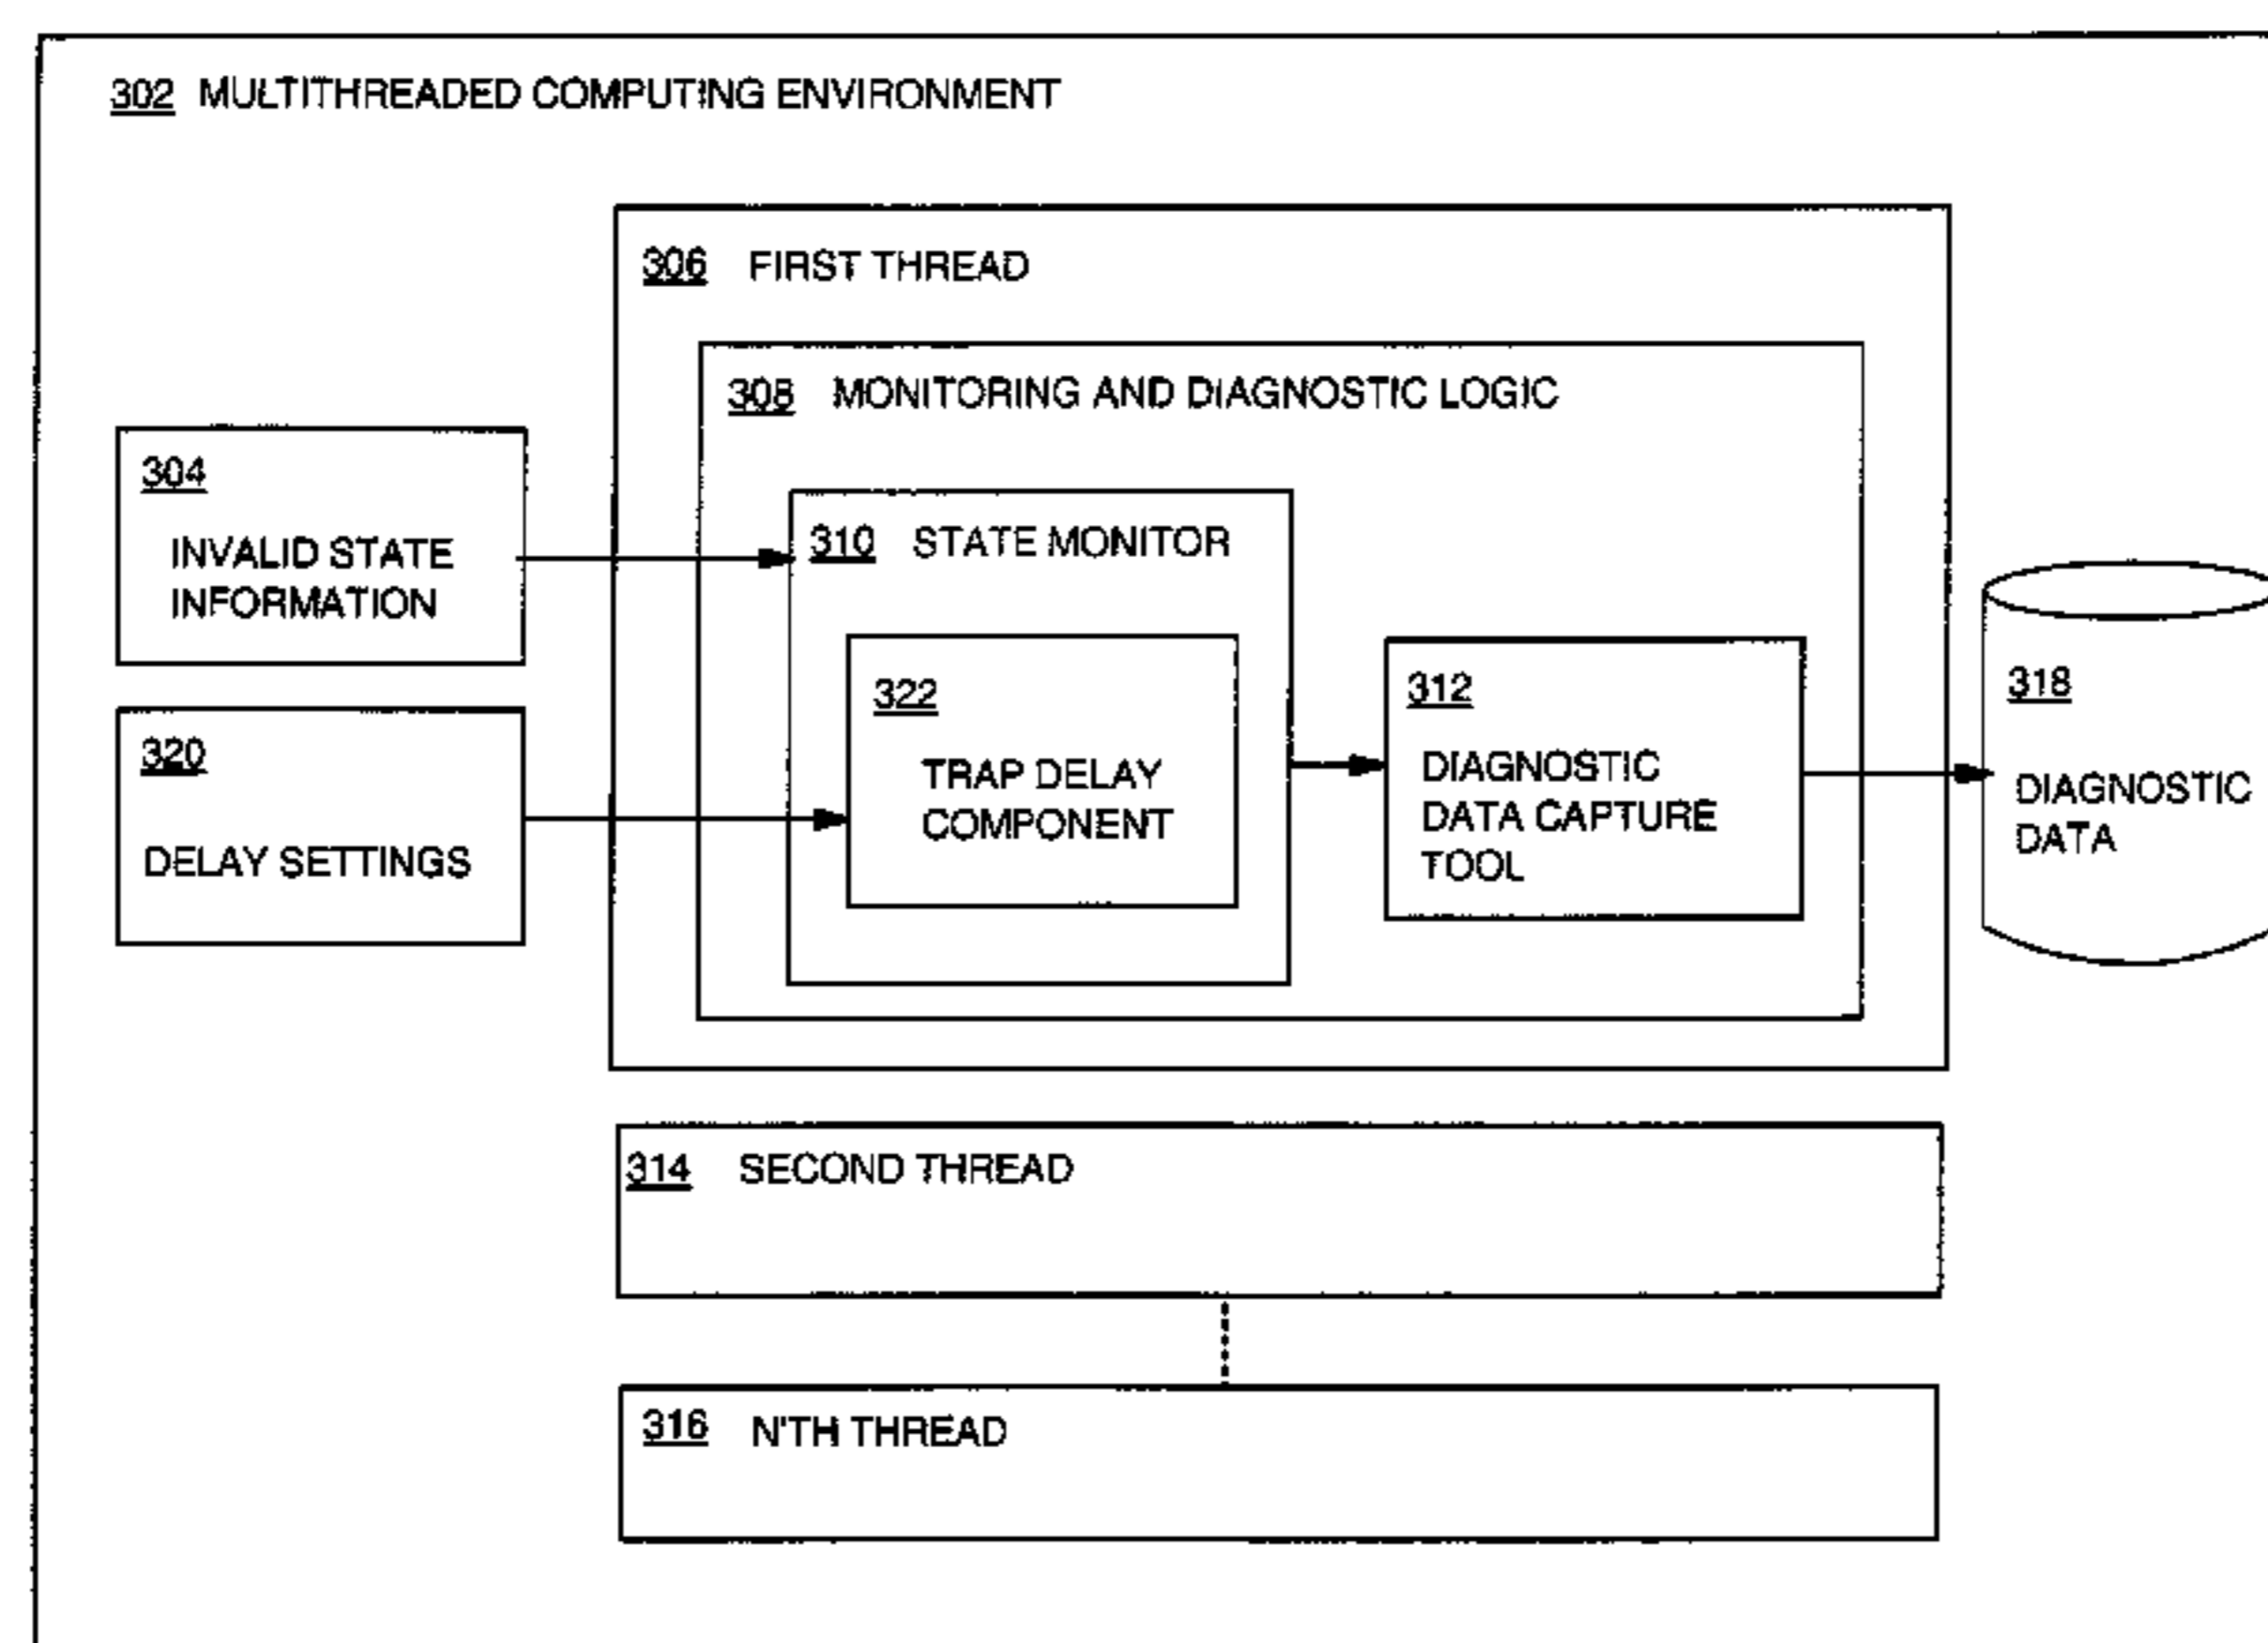 302 MULTITHREADED COMPUTING ENVIRONMENT
306 FIRST THREAD
308 MONITORING AND DIAGNOSTIC LOGIC
304
INVALID STATE
INFORMATION
310 STATE MONITOR
322
TRAP DELAY
COMPONENT
312
DIAGNOSTIC
DATA CAPTURE
TOOL
318
DIAGNOSTIC
DATA
320
DELAY SETTINGS
314 SECOND THREAD
316 N'TH THREAD